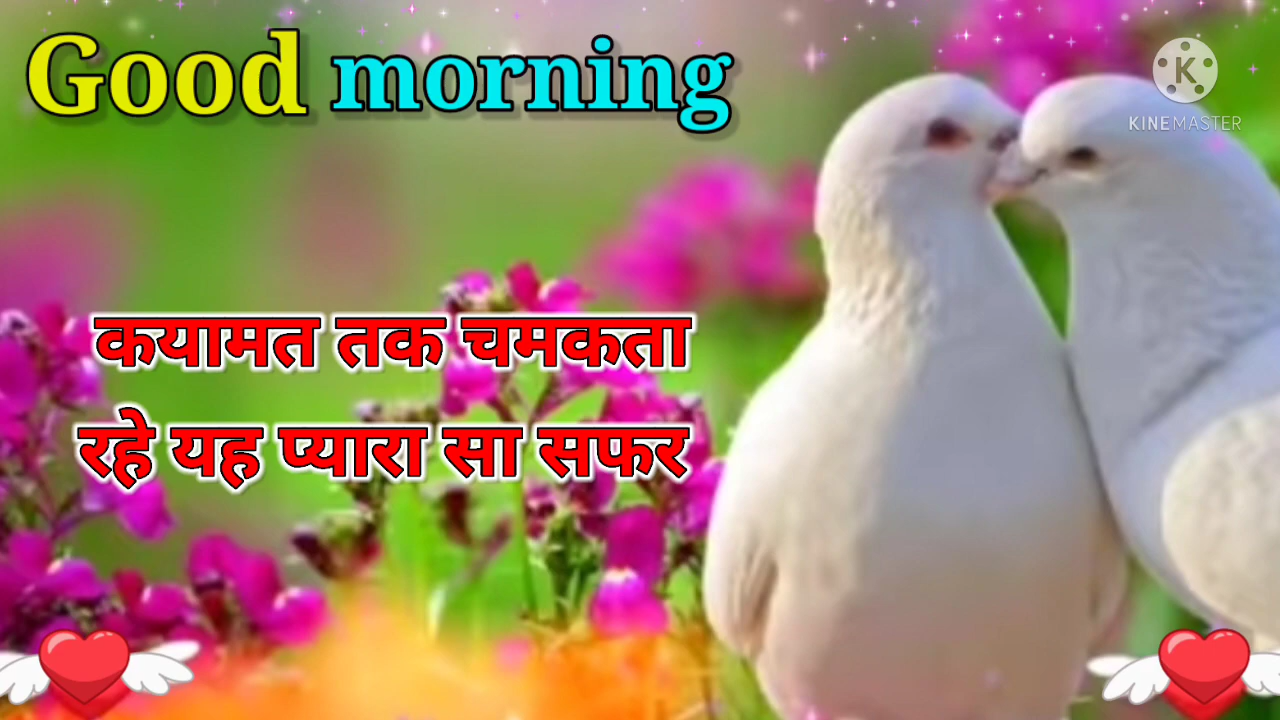 Good morning
K
KINEMASTER
कयामत तक चमकता
रहे यह प्यारा सा सफर